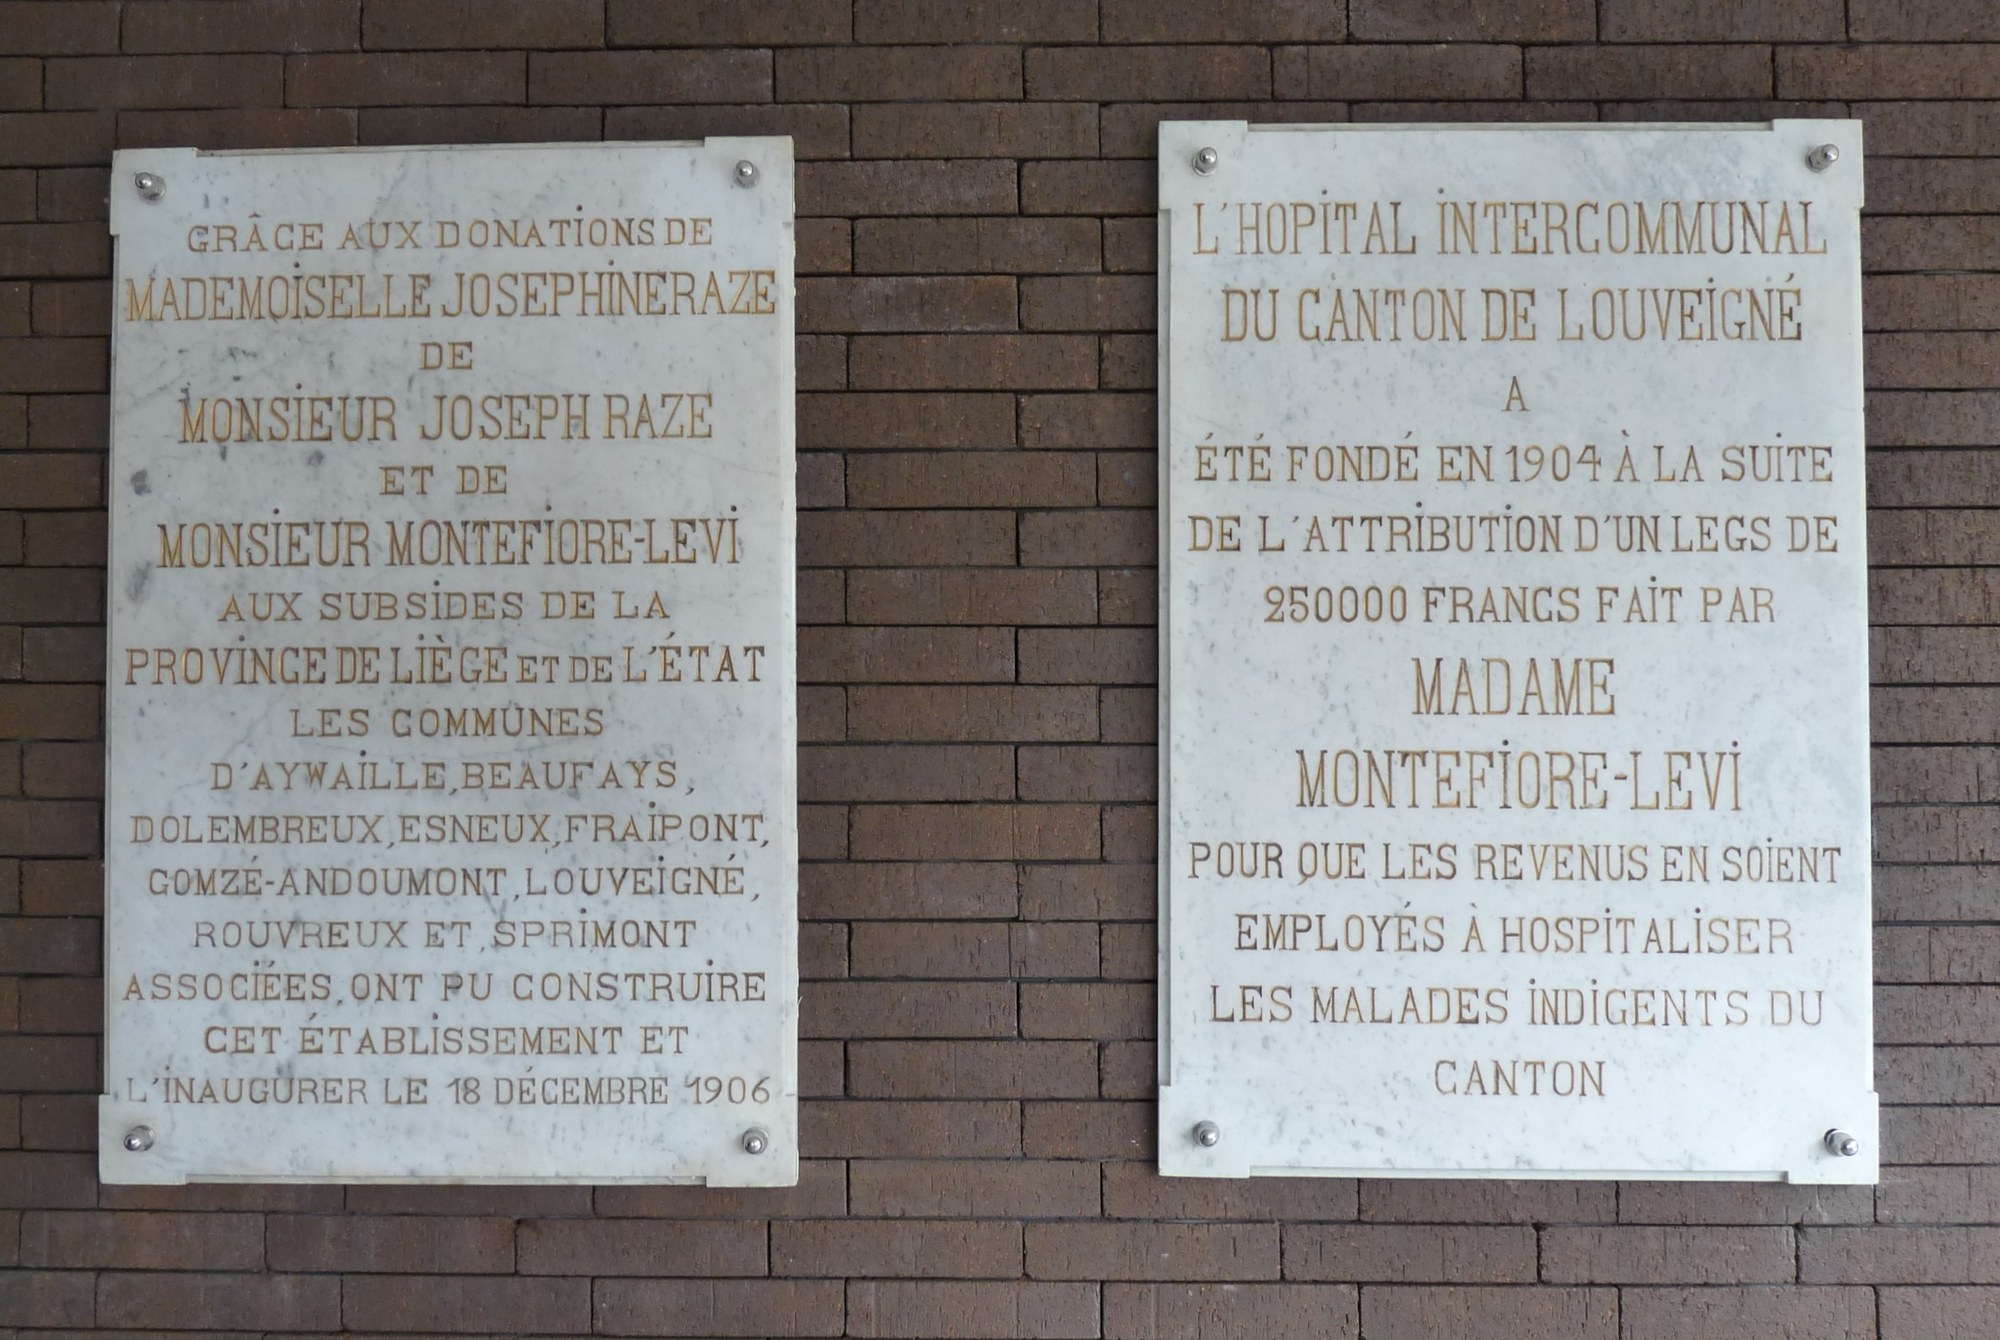 GRÂCE AUX DONATIONS DE
MADEMOISELLE JOSEPHINE RAZE
DE
MONSIEUR JOSEPH RAZE
ET DE
MONSIEUR MONTEFIORE-LEVI
AUX SUBSIDES DE LA
PROVINCE DE LIÈGE ET DE L'ÉTAT
LES COMMUNES
D'AYWAILLE, BEAUFAYS,
DOLEMBREUX, ESNEUX, FRAIPONT,
GOMZÉ-ANDOUMONT, LOUVEIGNÉ,
ROUVREUX ET, SPRIMONT
ASSOCIÉES, ONT PU CONSTRUIRE
CET ÉTABLISSEMENT ET
L'INAUGURER LE 18 DÉCEMBRE 1906
L'HOPITAL INTERCOMMUNAL
DU CANTON DE LOUVEIGNÉ
A
ÉTÉ FONDÉ EN 1904 À LA SUITE
DE L'ATTRIBUTION D'UN LEGS DE
250000 FRANCS FAIT PAR
MADAME
MONTEFIORE-LEVI
POUR QUE LES REVENUS EN SOIENT
EMPLOYÉS À HOSPITALISER
LES MALADES INDIGENTS DU
CANTON